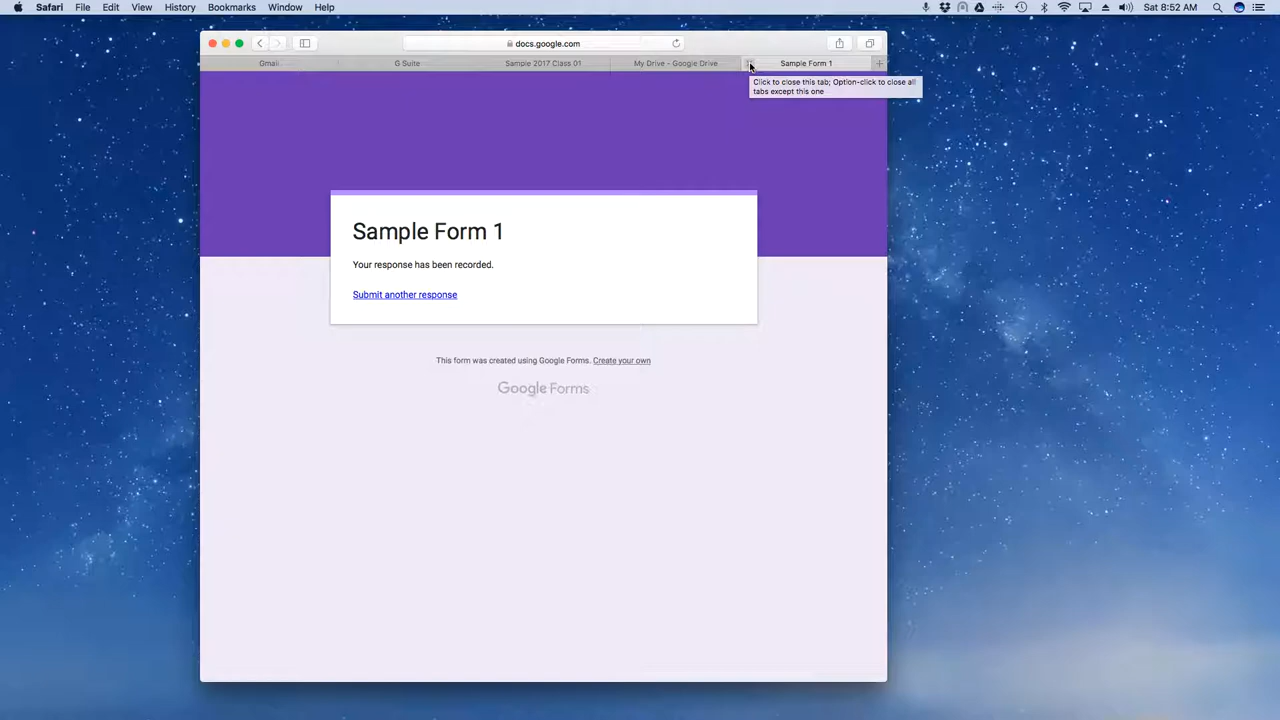 Safari File Edit View History Bookmarks Window Help Sat 8:52 AM
docs.google.com
Gmail G Suite Sample 2017 Class 01 My Drive - Google Drive Sample Form 1
Click to close this tab; Option-click to close all
tabs except this one
Sample Form 1
Your response has been recorded.
Submit another response
This form was created using Google Forms. Create your own
Google Forms